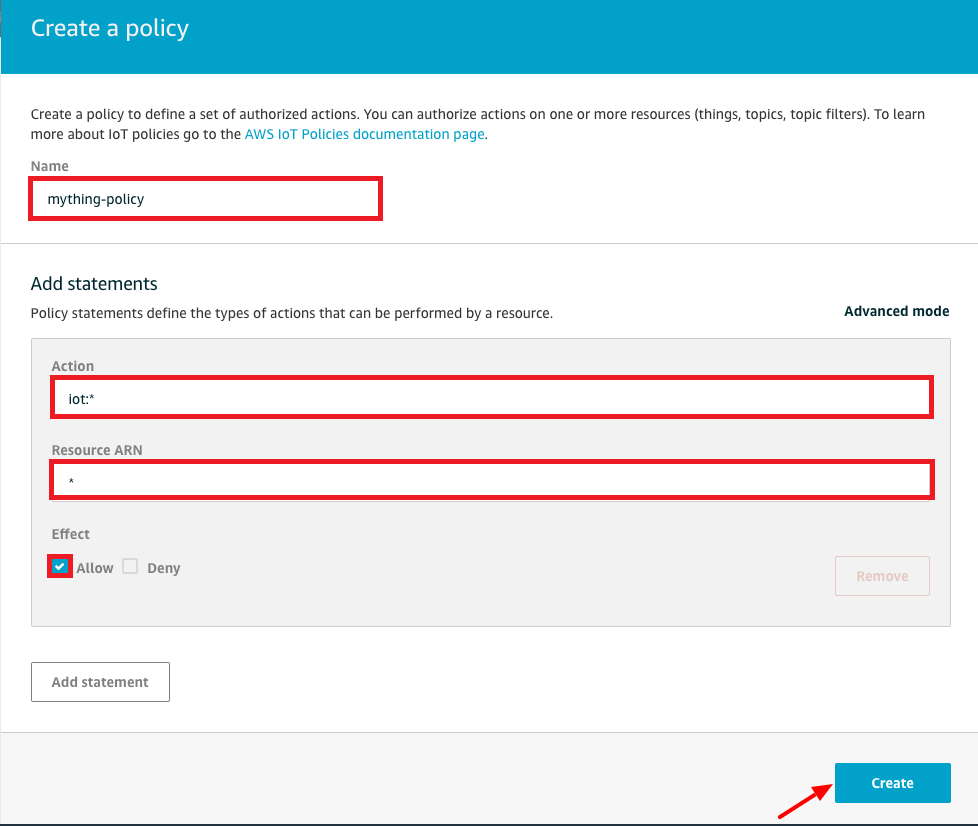 Create a policy
Create a policy to define a set of authorized actions. You can authorize actions on one or more resources (things, topics, topic filters). To learn
more about IoT policies go to the AWS IoT Policies documentation page.
Name
mything-policy
Add statements
Policy statements define the types of actions that can be performed by a resource.
Advanced mode
Action
iot:*
Resource ARN
*
Effect
Allow Deny
Remove
Add statement
Create